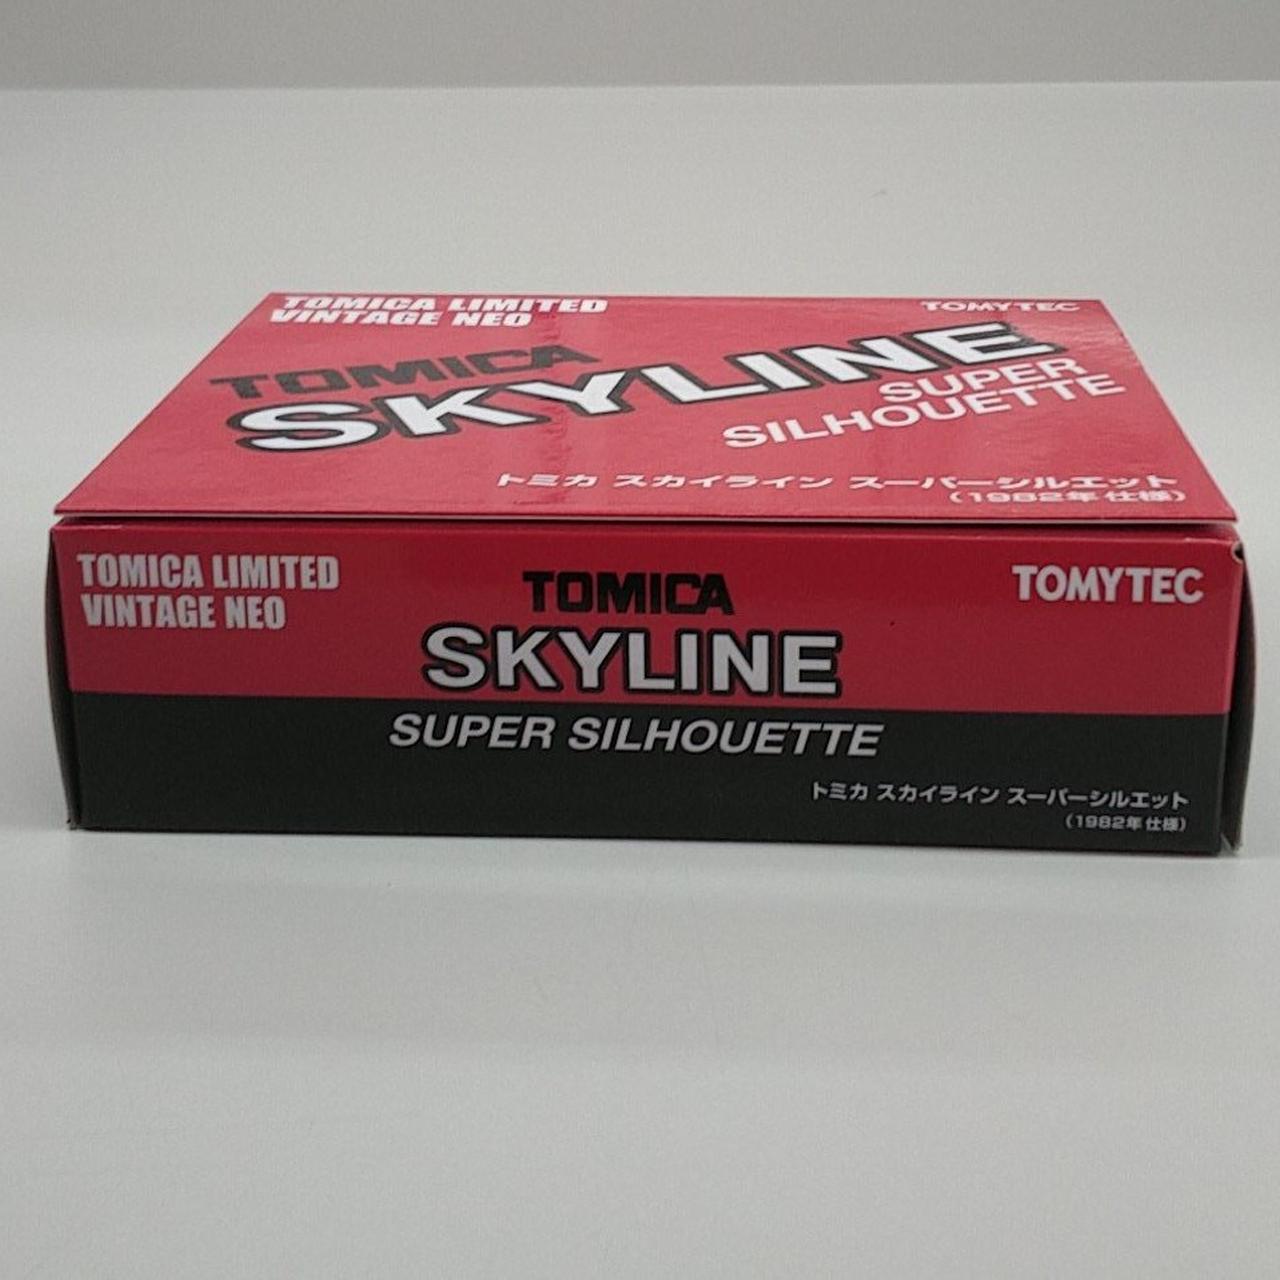 TOMICA LIMITED
VINTAGE NEO
TOMYTEC
TOMICA
SKYLINE
SUPER
SILHOUETTE
トミカ スカイライン スーパーシルエット
（1982年 仕様）
TOMICA LIMITED
VINTAGE NEO
TOMICA
TOMYTEC
SKYLINE
SUPER SILHOUETTE
トミカ スカイライン スーパーシルエット
（1982年 仕様）